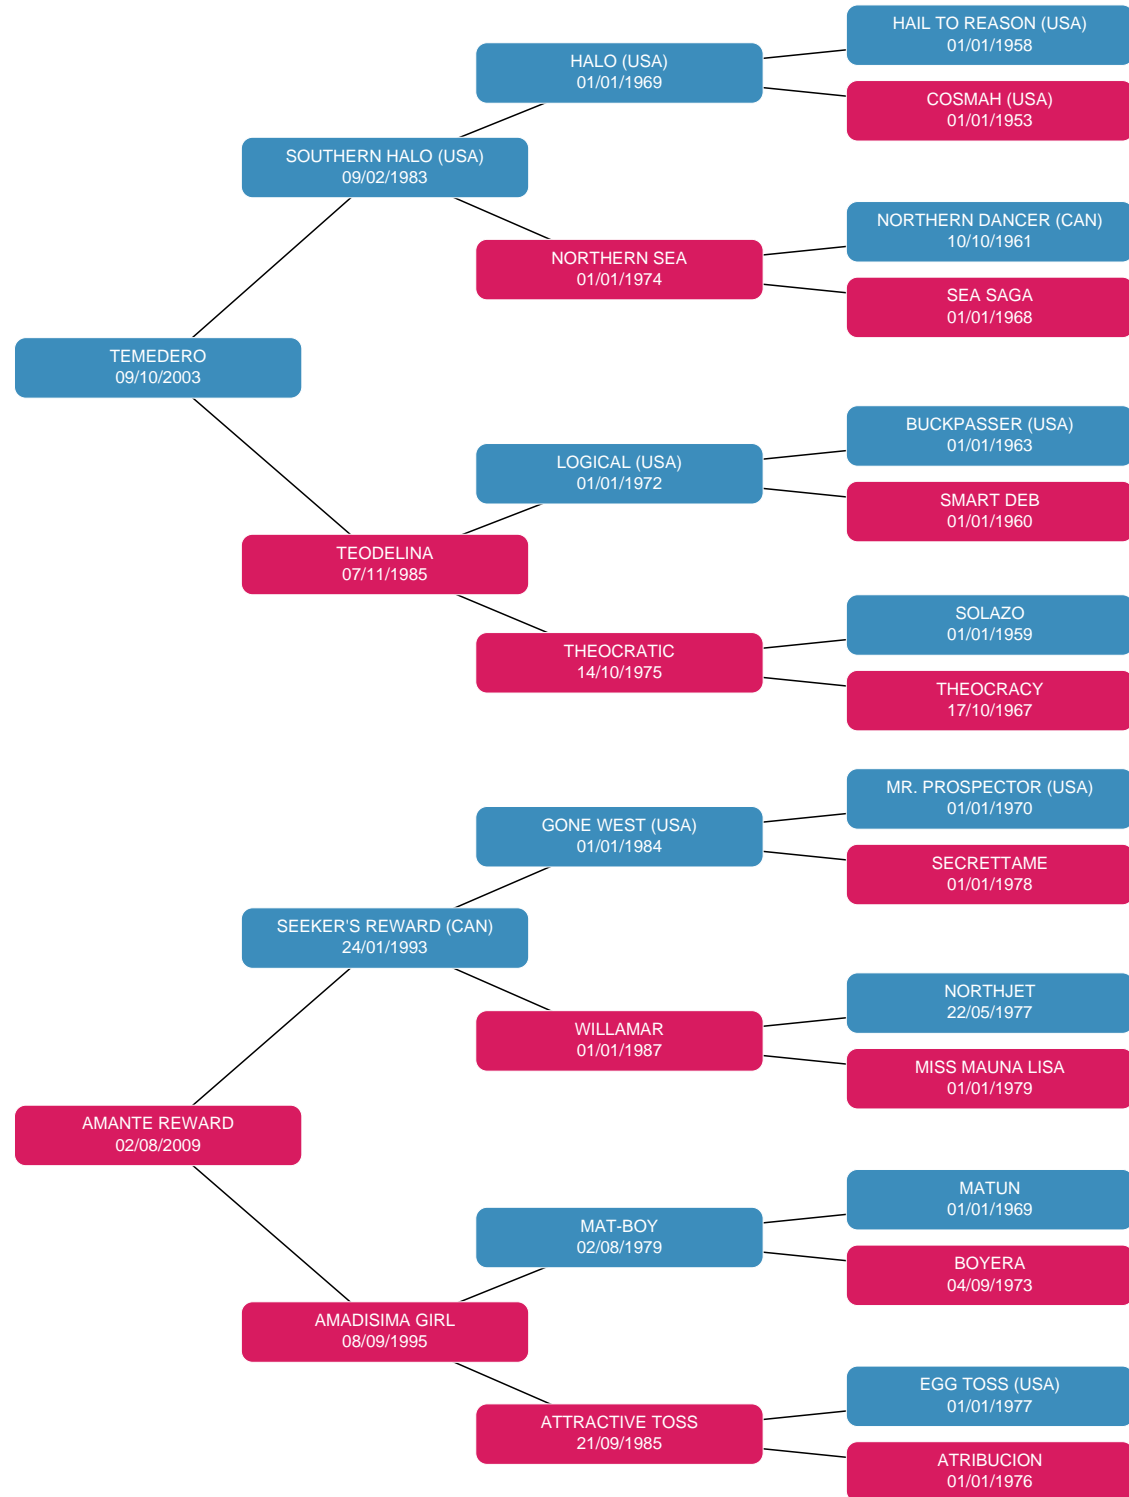 HAIL TO REASON (USA)
01/01/1958
HALO (USA)
01/01/1969
COSMAH (USA)
01/01/1953
SOUTHERN HALO (USA)
09/02/1983
NORTHERN DANCER (CAN)
10/10/1961
NORTHERN SEA
01/01/1974
SEA SAGA
01/01/1968
TEMEDERO
09/10/2003
BUCKPASSER (USA)
01/01/1963
LOGICAL (USA)
01/01/1972
SMART DEB
01/01/1960
TEODELINA
07/11/1985
SOLAZO
01/01/1959
THEOCRATIC
14/10/1975
THEOCRACY
17/10/1967
MR. PROSPECTOR (USA)
01/01/1970
GONE WEST (USA)
01/01/1984
SECRETTAME
01/01/1978
SEEKER'S REWARD (CAN)
24/01/1993
NORTHJET
22/05/1977
WILLAMAR
01/01/1987
MISS MAUNA LISA
01/01/1979
AMANTE REWARD
02/08/2009
MATUN
01/01/1969
MAT-BOY
02/08/1979
BOYERA
04/09/1973
AMADISIMA GIRL
08/09/1995
EGG TOSS (USA)
01/01/1977
ATTRACTIVE TOSS
21/09/1985
ATRIBUCION
01/01/1976